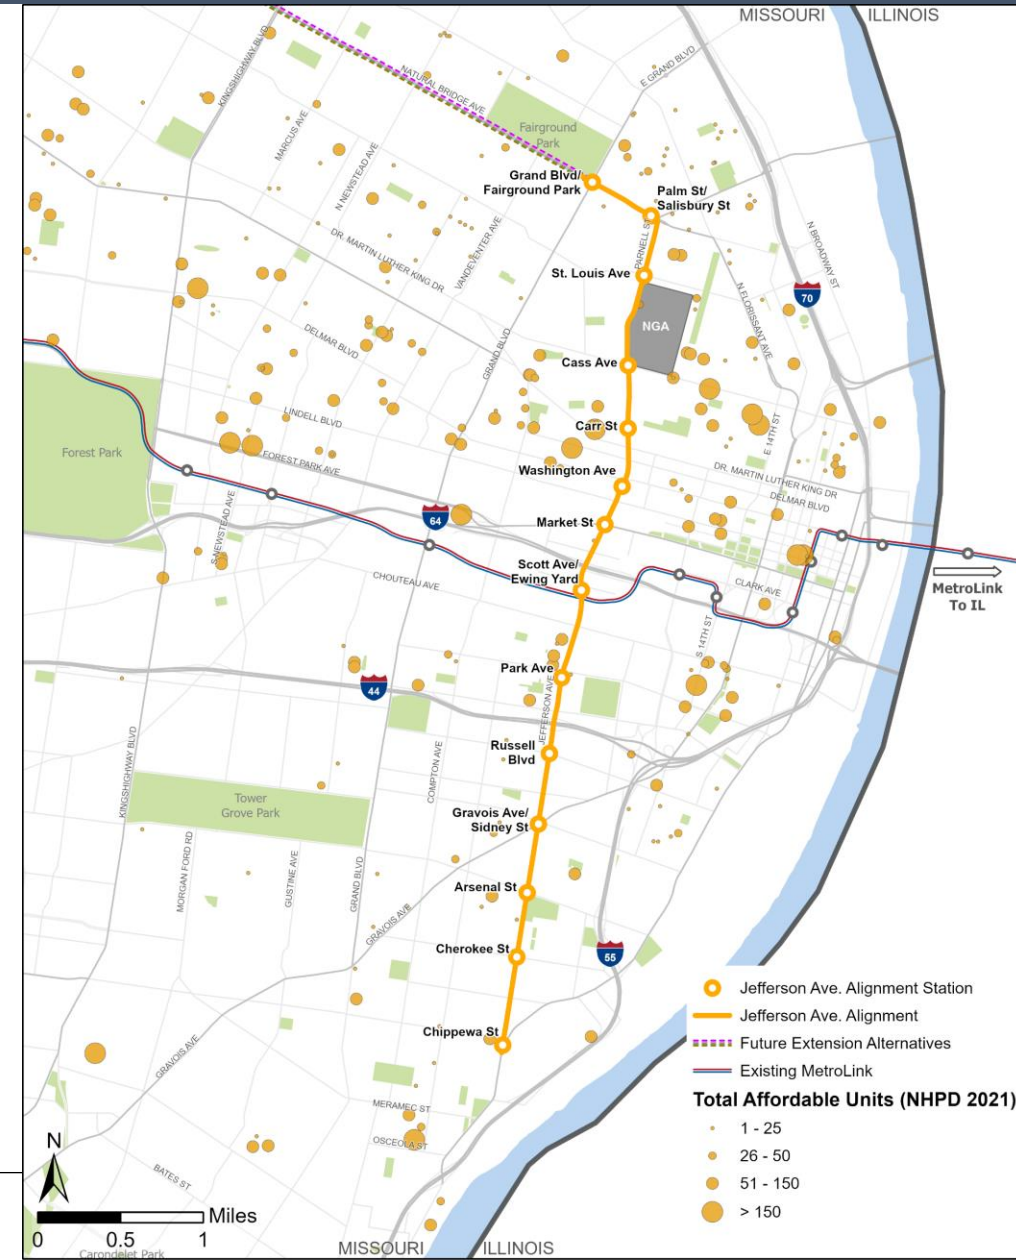 MISSOURI
ILLINOIS
KINGSHIGHWAY BLVD
E GRAND BLVD
NATURAL BRIDGE AVE
Fairground
Park
MARCUS AVE
N NEWSTEAD AVE
Grand Blvd/
Fairground Park
Palm St/
Salisbury St
PARNELL ST
N BROADWAY ST
VANDEVENTER AVE
DR. MARTIN LUTHER KING DR
St. Louis Ave
70
N FLORISSANT AVE
NGA
DELMAR BLVD
GRAND BLVD
Cass Ave
LINDELL BLVD
Carr St
E 14TH ST
Forest Park
FOREST PARK AVE
Washington Ave
DR. MARTIN LUTHER KING DR
DELMAR BLVD
S NEWSTEAD AVE
64
Market St
Scott Ave/
Ewing Yard
CHOUTEAU AVE
CLARK AVE
MetroLink
To IL
S 14TH ST
Park Ave
44
JEFFERSON AVE
KINGSHIGHWAY BLVD
COMPTON AVE
Russell
Blvd
Tower
Grove Park
Gravois Ave/
Sidney St
MORGAN FORD RD
GUSTINE AVE
GRAND BLVD
Arsenal St
GRAVOIS AVE
Cherokee St
55
Chippewa St
GRAVOIS AVE
MERAMEC ST
OSCEOLA ST
BATES ST
Jefferson Ave. Alignment Station
Jefferson Ave. Alignment
Future Extension Alternatives
Existing MetroLink
Total Affordable Units (NHPD 2021)
1 - 25
26 - 50
51 - 150
> 150
N
Miles
0 0.5 1
Carondelet Park
MISSOURI
ILLINOIS